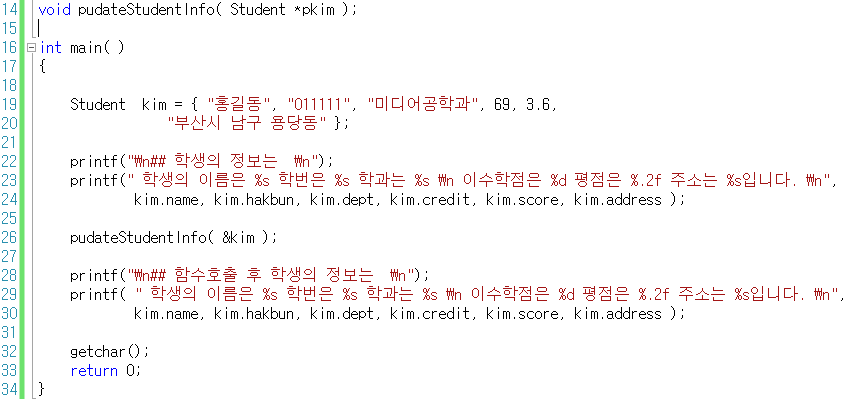 14 void pudateStudentInfo( Student *pkim );
15
16 int main( )
17 {
18
19 Student  kim = { "홍길동", "011111", "미디어공학과", 69, 3.6,
20 "부산시 남구 용당동" };
21
22 printf("₩n## 학생의 정보는  ₩n");
23 printf(" 학생의 이름은 %s 학번은 %s 학과는 %s ₩n 이수학점은 %d 평점은 %.2f 주소는 %s입니다. ₩n",
24 kim.name, kim.hakbun, kim.dept, kim.credit, kim.score, kim.address );
25
26 pudateStudentInfo( &kim );
27
28 printf("₩n## 함수호출 후 학생의 정보는  ₩n");
29 printf( " 학생의 이름은 %s 학번은 %s 학과는 %s ₩n 이수학점은 %d 평점은 %.2f 주소는 %s입니다. ₩n",
30 kim.name, kim.hakbun, kim.dept, kim.credit, kim.score, kim.address );
31
32 getchar();
33 return 0;
34 }